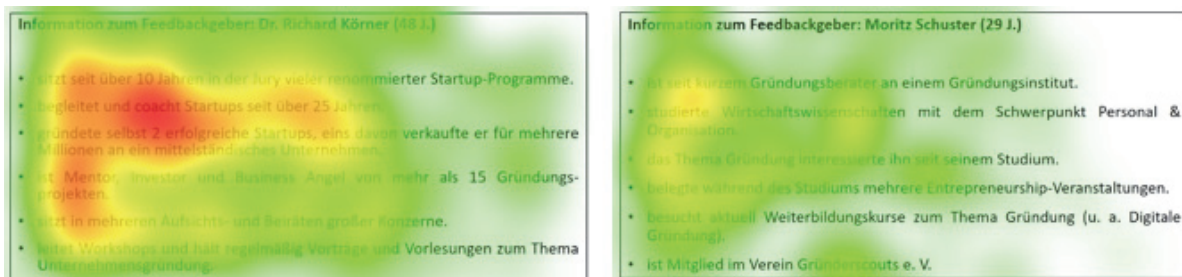 Information zum Feedbackgeber: Dr. Richard Körner (48 J.)
• sitzt seit über 10 Jahren in der Jury vieler renommierter Startup-Programme.
• begleitet und coacht Startups seit über 25 Jahren.
• gründete selbst 2 erfolgreiche Startups, eins davon verkaufte er für mehrere
Millionen an ein mittelständisches Unternehmen.
• ist Mentor, Investor und Business Angel von mehr als 15 Gründungs-
projekten.
• sitzt in mehreren Aufsichts- und Beiräten großer Konzerne.
• leitet Workshops und hält regelmäßig Vorträge und Vorlesungen zum Thema
Unternehmensgründung.
Information zum Feedbackgeber: Moritz Schuster (29 J.)
• ist seit kurzem Gründungsberater an einem Gründungsinstitut.
• studierte Wirtschaftswissenschaften mit dem Schwerpunkt Personal &
Organisation.
• das Thema Gründung interessierte ihn seit seinem Studium.
• belegte während des Studiums mehrere Entrepreneurship-Veranstaltungen.
• besucht aktuell Weiterbildungskurse zum Thema Gründung (u. a. Digitale
Gründung).
• ist Mitglied im Verein Gründerscouts e. V.